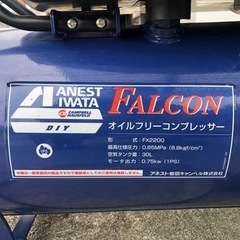 ANEST
IWATA
CAMPBELL
HAUSFELD
DIY
FALCON
オイルフリーコンプレッサー
形式:FX2200
最高仕様圧力:0.85MPa (8.6kgf/cm²)
空気タンク量:30L
モータ出力:0.75kw (1PS)
アネスト岩田キャンベル株式会社